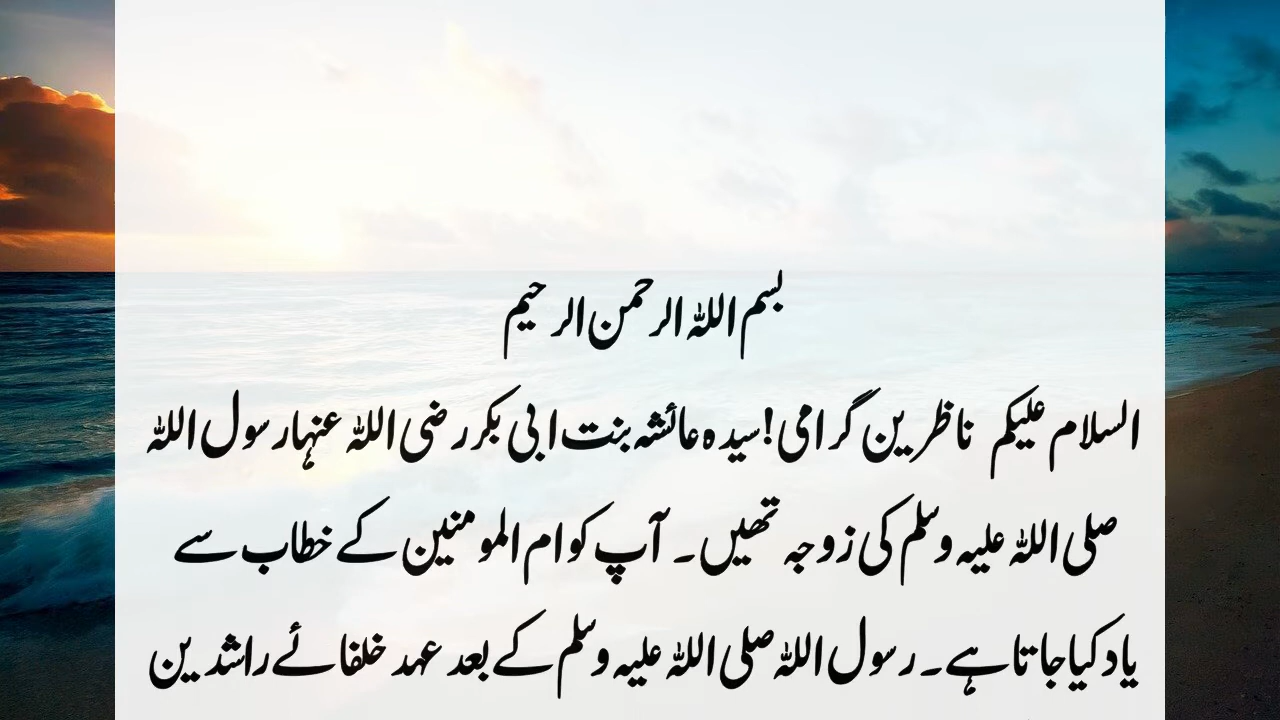 بسم اللہ الرحمن الرحیم
السلام علیکم ناظرین گرامی!سیدہ عائشہ بنت ابی بکر رضی اللہ عنہا رسول اللہ
صلی اللہ علیہ وسلم کی زوجہ تھیں۔ آپ کو ام المومنین کے خطاب سے
یاد کیا جاتا ہے۔ رسول اللہ صلی اللہ علیہ وسلم کے بعد عہد خلفائے راشدین